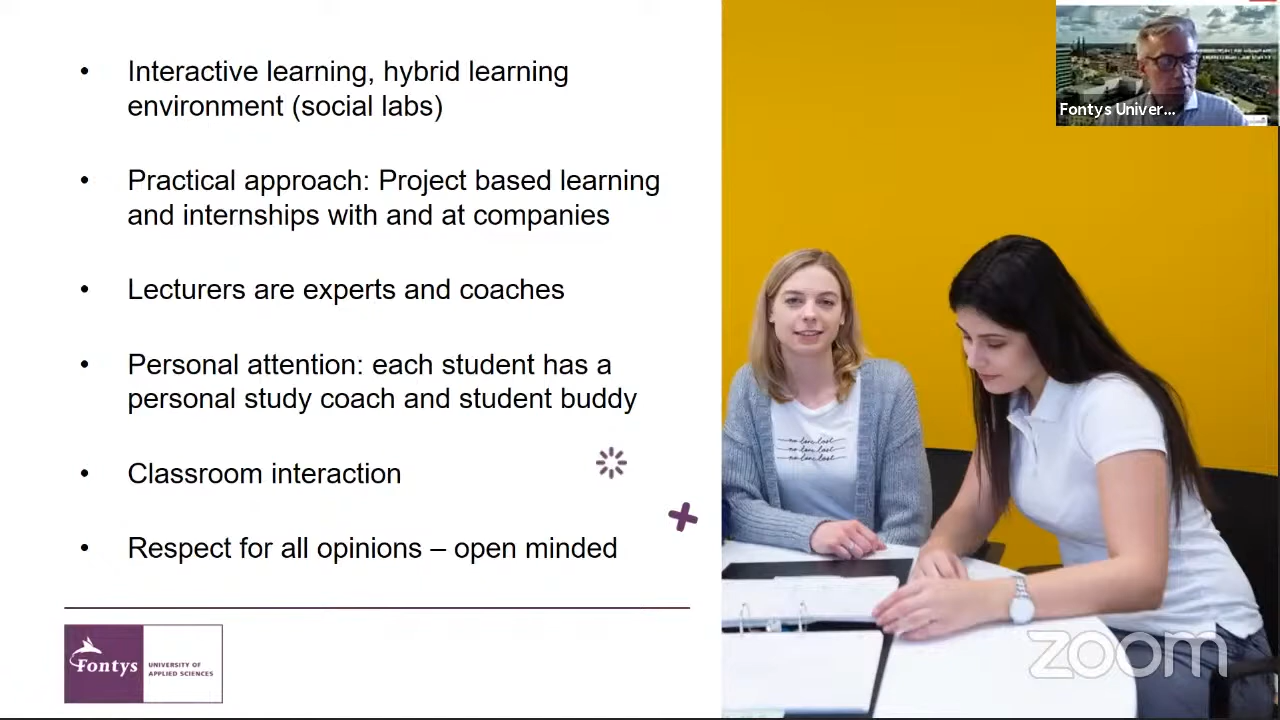 • Interactive learning, hybrid learning
environment (social labs)
• Practical approach: Project based learning
and internships with and at companies
• Lecturers are experts and coaches
• Personal attention: each student has a
personal study coach and student buddy
• Classroom interaction
• Respect for all opinions – open minded
Fontys
UNIVERSITY OF
APPLIED SCIENCES
Fontys Univer...
zoom